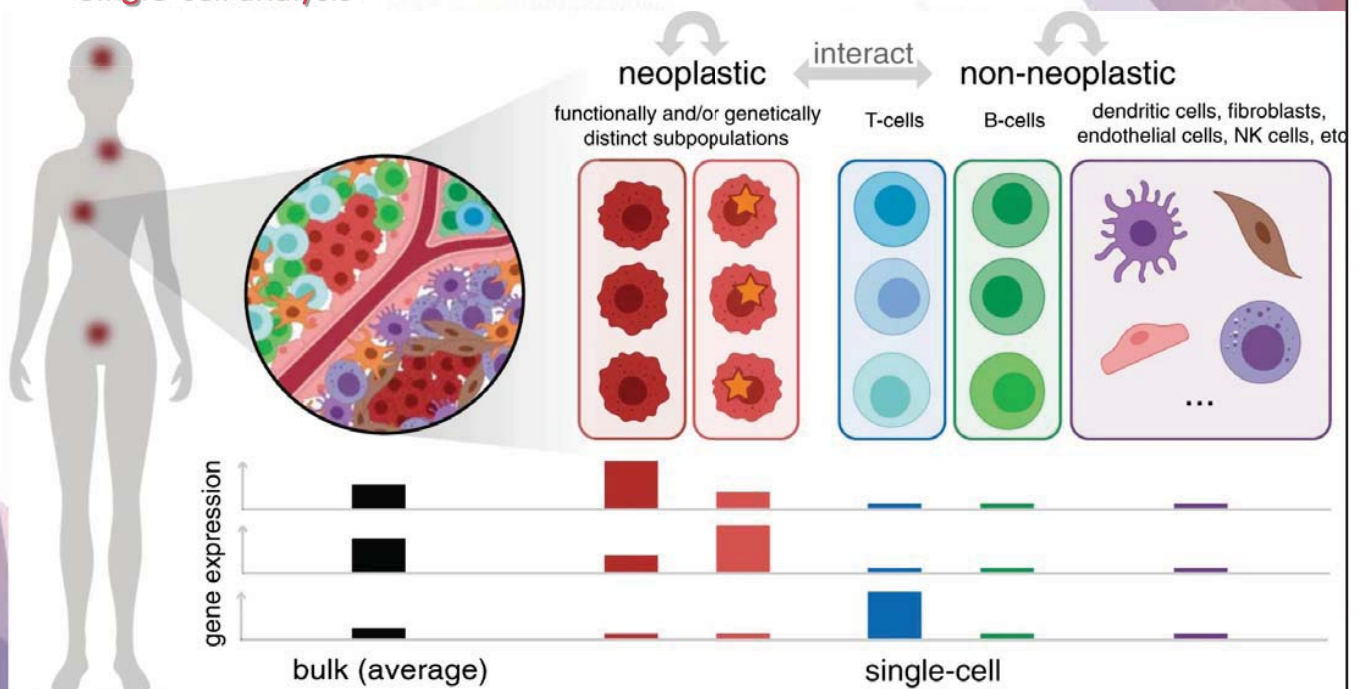 neoplastic
interact
non-neoplastic
functionally and/or genetically
distinct subpopulations
T-cells
B-cells
dendritic cells, fibroblasts,
endothelial cells, NK cells, etc
...
gene expression
bulk (average)
single-cell